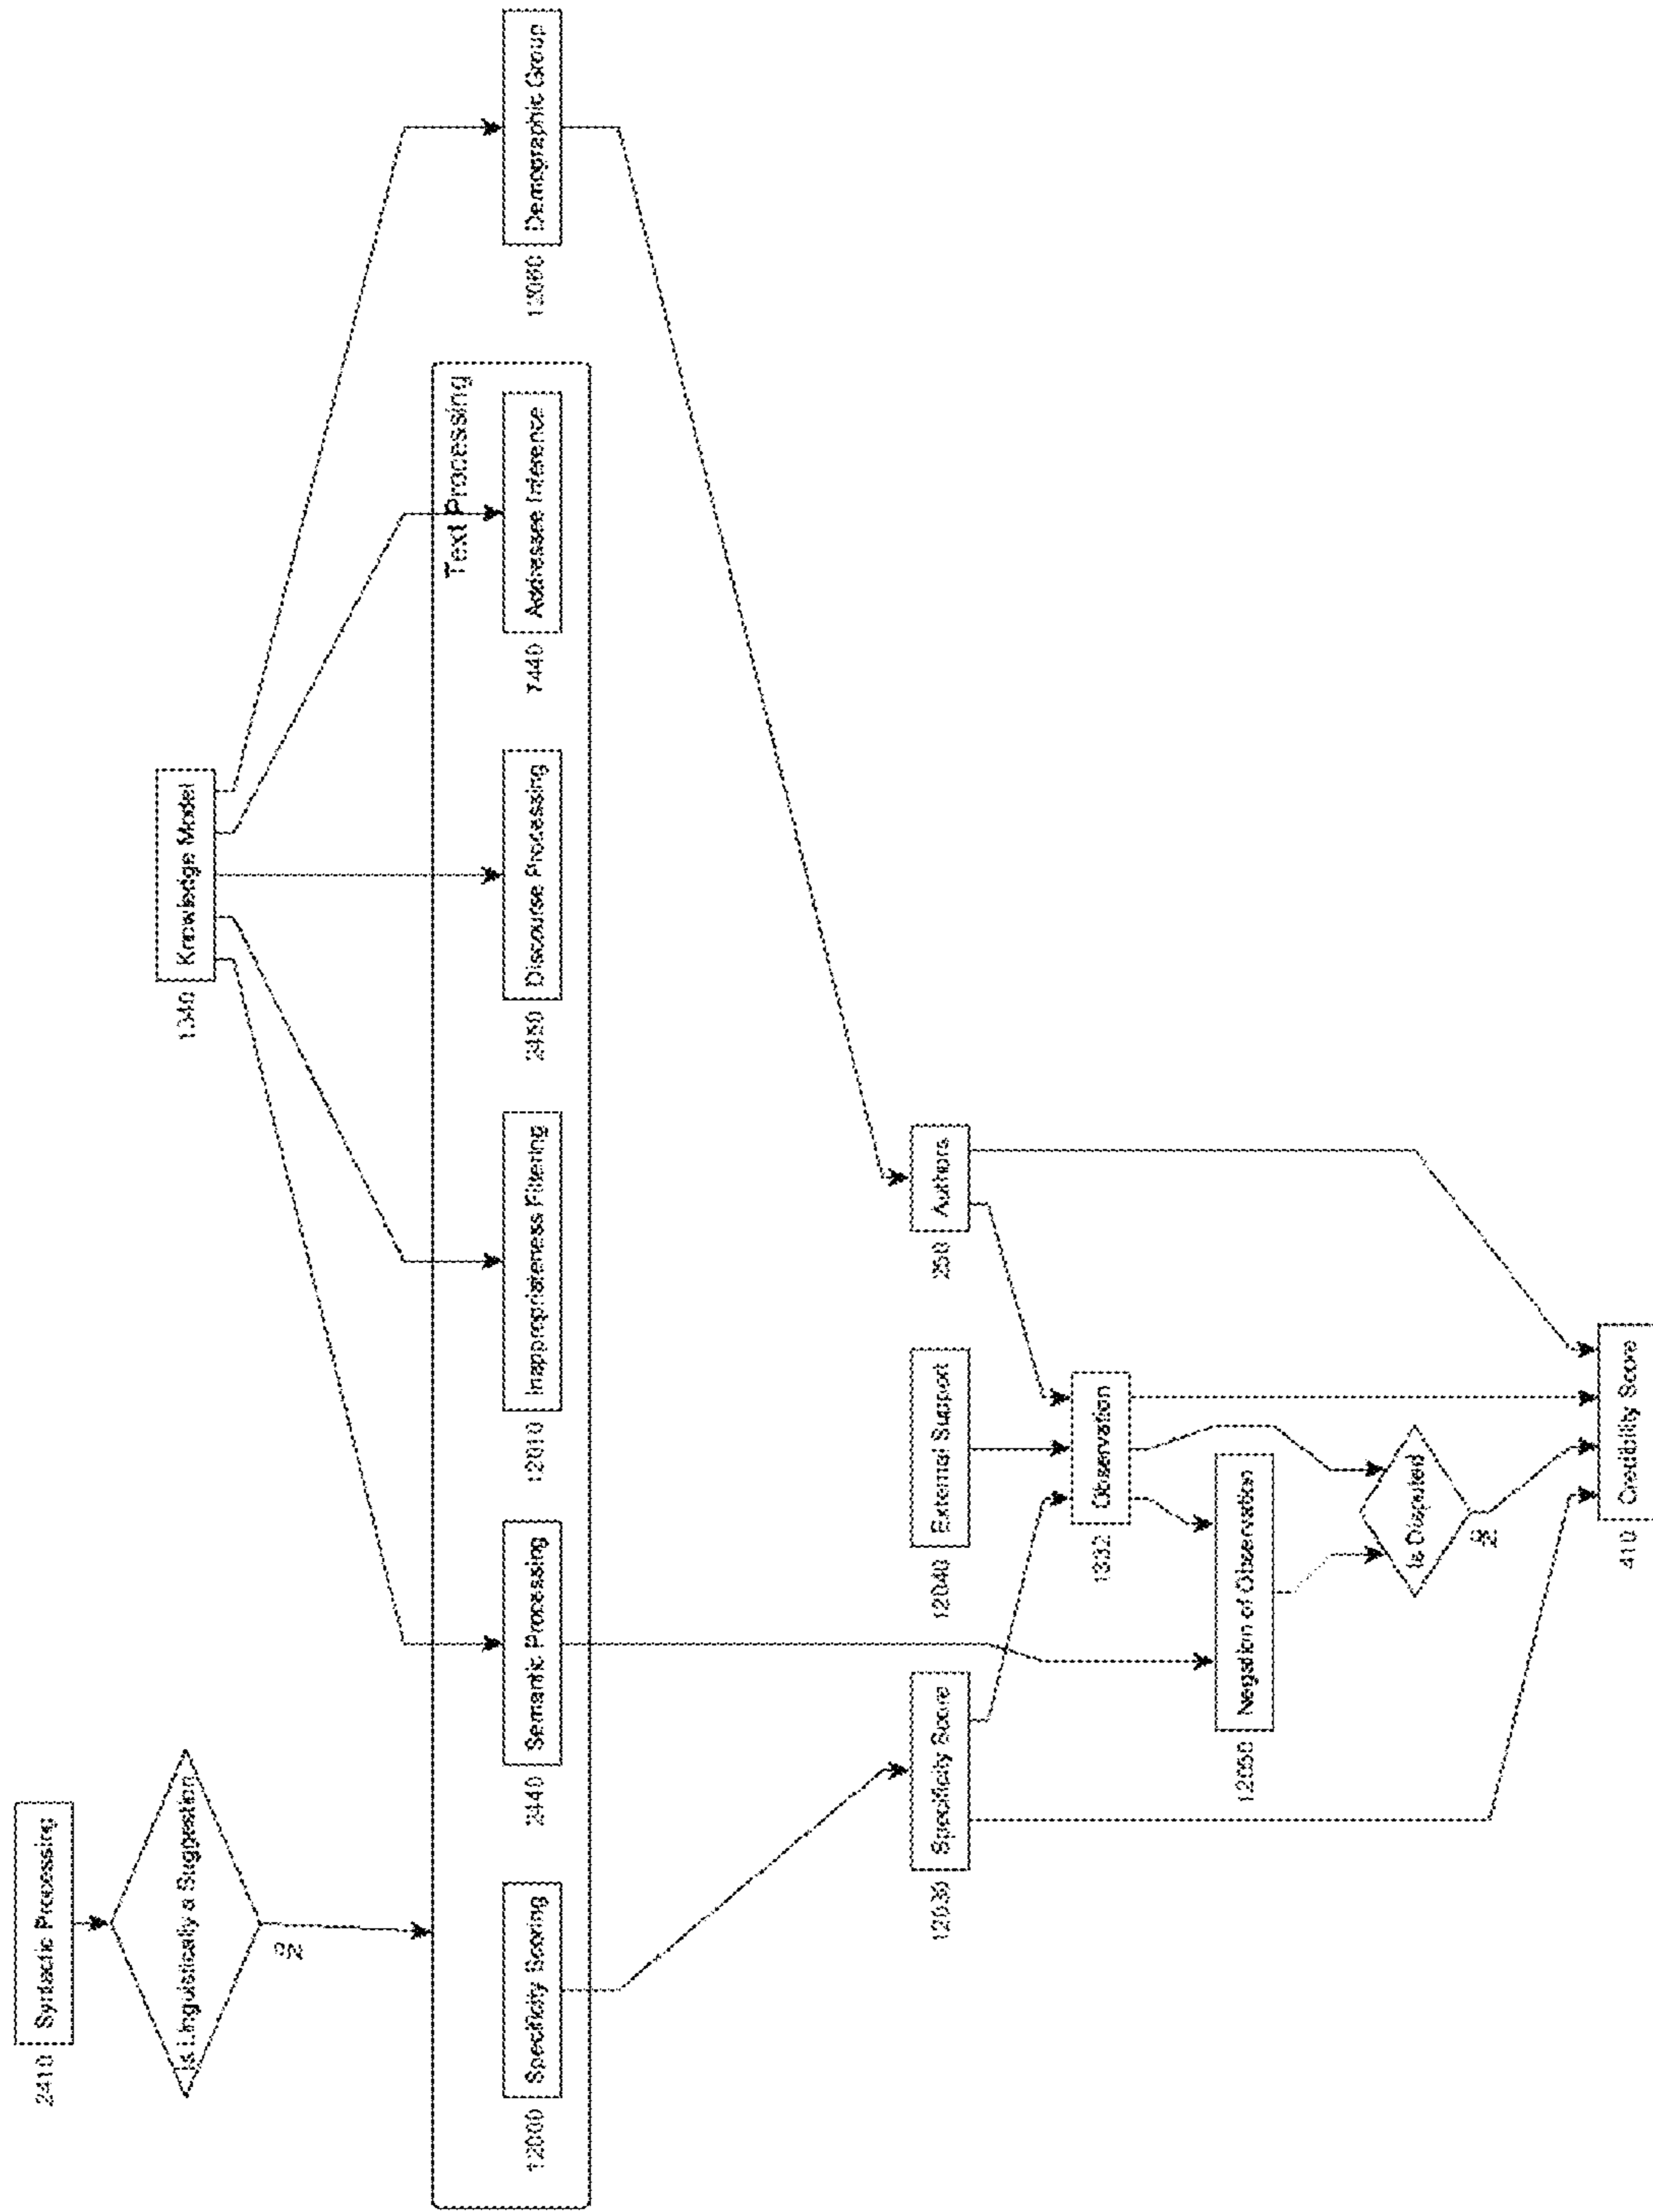 2410 Syntactic Processing
Is Linguistically a Suggestion
No
1340 Knowledge Model
Text Processing
12000 Specificity Scoring
2440 Semantic Processing
12010 Inappropriateness Filtering
2450 Discourse Processing
7440 Addressee Inference
Demographic Group
12030 Specificity Score
12040 External Support
250 Authors
1332 Observation
12050 Negation of Observation
Is Disputed
No
410 Credibility Score